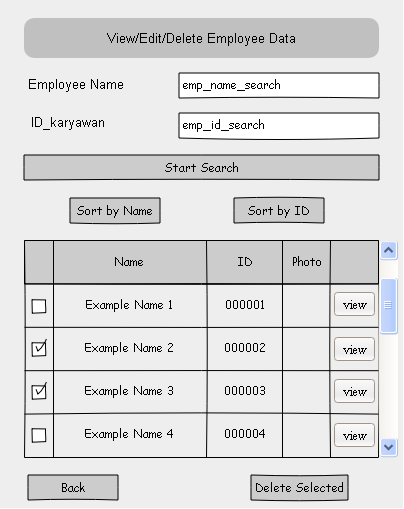 View/Edit/Delete Employee Data
Employee Name emp_name_search
ID_karyawan emp_id_search
Start Search
Sort by Name Sort by ID
Name ID Photo
Example Name 1 000001 view
Example Name 2 000002 view
Example Name 3 000003 view
Example Name 4 000004 view
Back Delete Selected